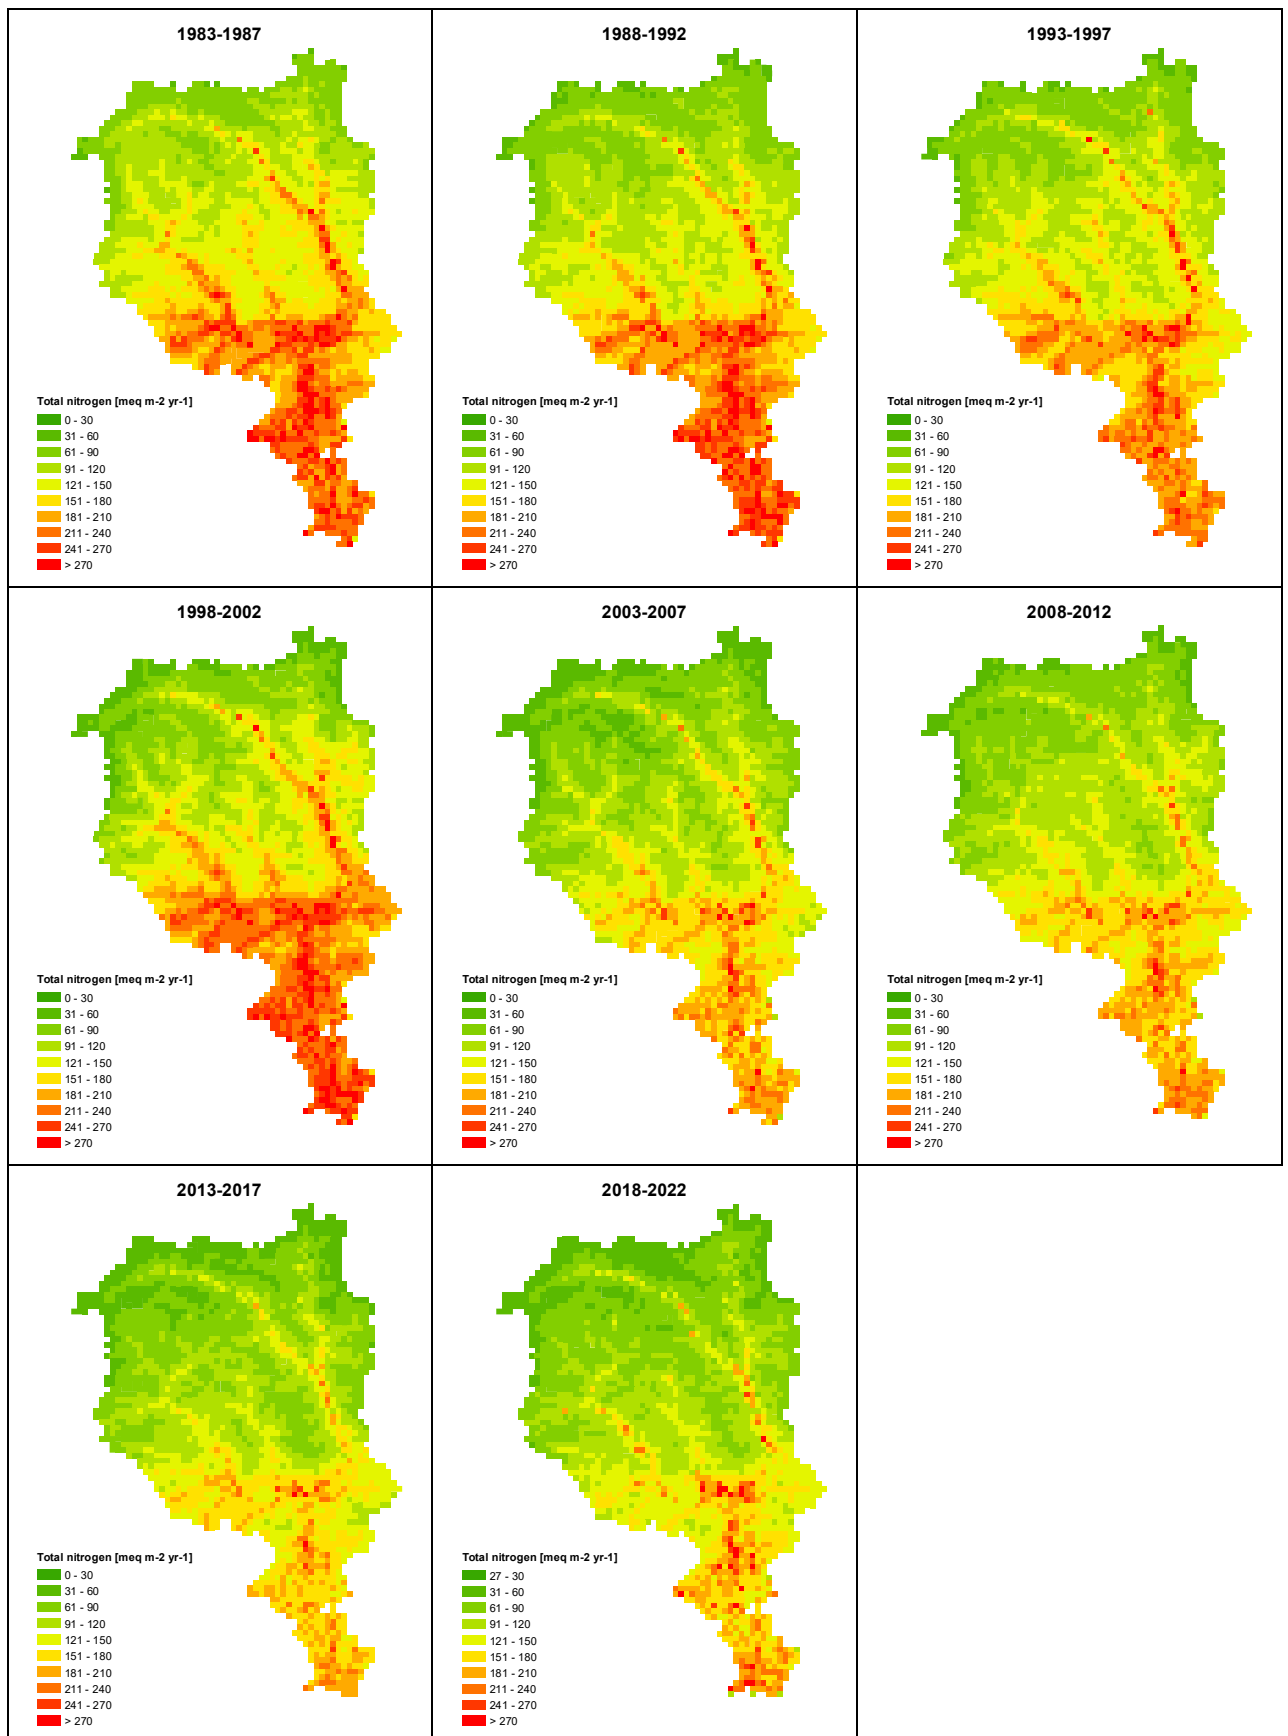 1983-1987
Total nitrogen [meq m-2 yr-1]
0 - 30
31 - 60
61 - 90
91 - 120
121 - 150
151 - 180
181 - 210
211 - 240
241 - 270
> 270
1988-1992
Total nitrogen [meq m-2 yr-1]
0 - 30
31 - 60
61 - 90
91 - 120
121 - 150
151 - 180
181 - 210
211 - 240
241 - 270
> 270
1993-1997
Total nitrogen [meq m-2 yr-1]
0 - 30
31 - 60
61 - 90
91 - 120
121 - 150
151 - 180
181 - 210
211 - 240
241 - 270
> 270
1998-2002
Total nitrogen [meq m-2 yr-1]
0 - 30
31 - 60
61 - 90
91 - 120
121 - 150
151 - 180
181 - 210
211 - 240
241 - 270
> 270
2003-2007
Total nitrogen [meq m-2 yr-1]
0 - 30
31 - 60
61 - 90
91 - 120
121 - 150
151 - 180
181 - 210
211 - 240
241 - 270
> 270
2008-2012
Total nitrogen [meq m-2 yr-1]
0 - 30
31 - 60
61 - 90
91 - 120
121 - 150
151 - 180
181 - 210
211 - 240
241 - 270
> 270
2013-2017
Total nitrogen [meq m-2 yr-1]
0 - 30
31 - 60
61 - 90
91 - 120
121 - 150
151 - 180
181 - 210
211 - 240
241 - 270
> 270
2018-2022
Total nitrogen [meq m-2 yr-1]
27 - 30
31 - 60
61 - 90
91 - 120
121 - 150
151 - 180
181 - 210
211 - 240
241 - 270
> 270